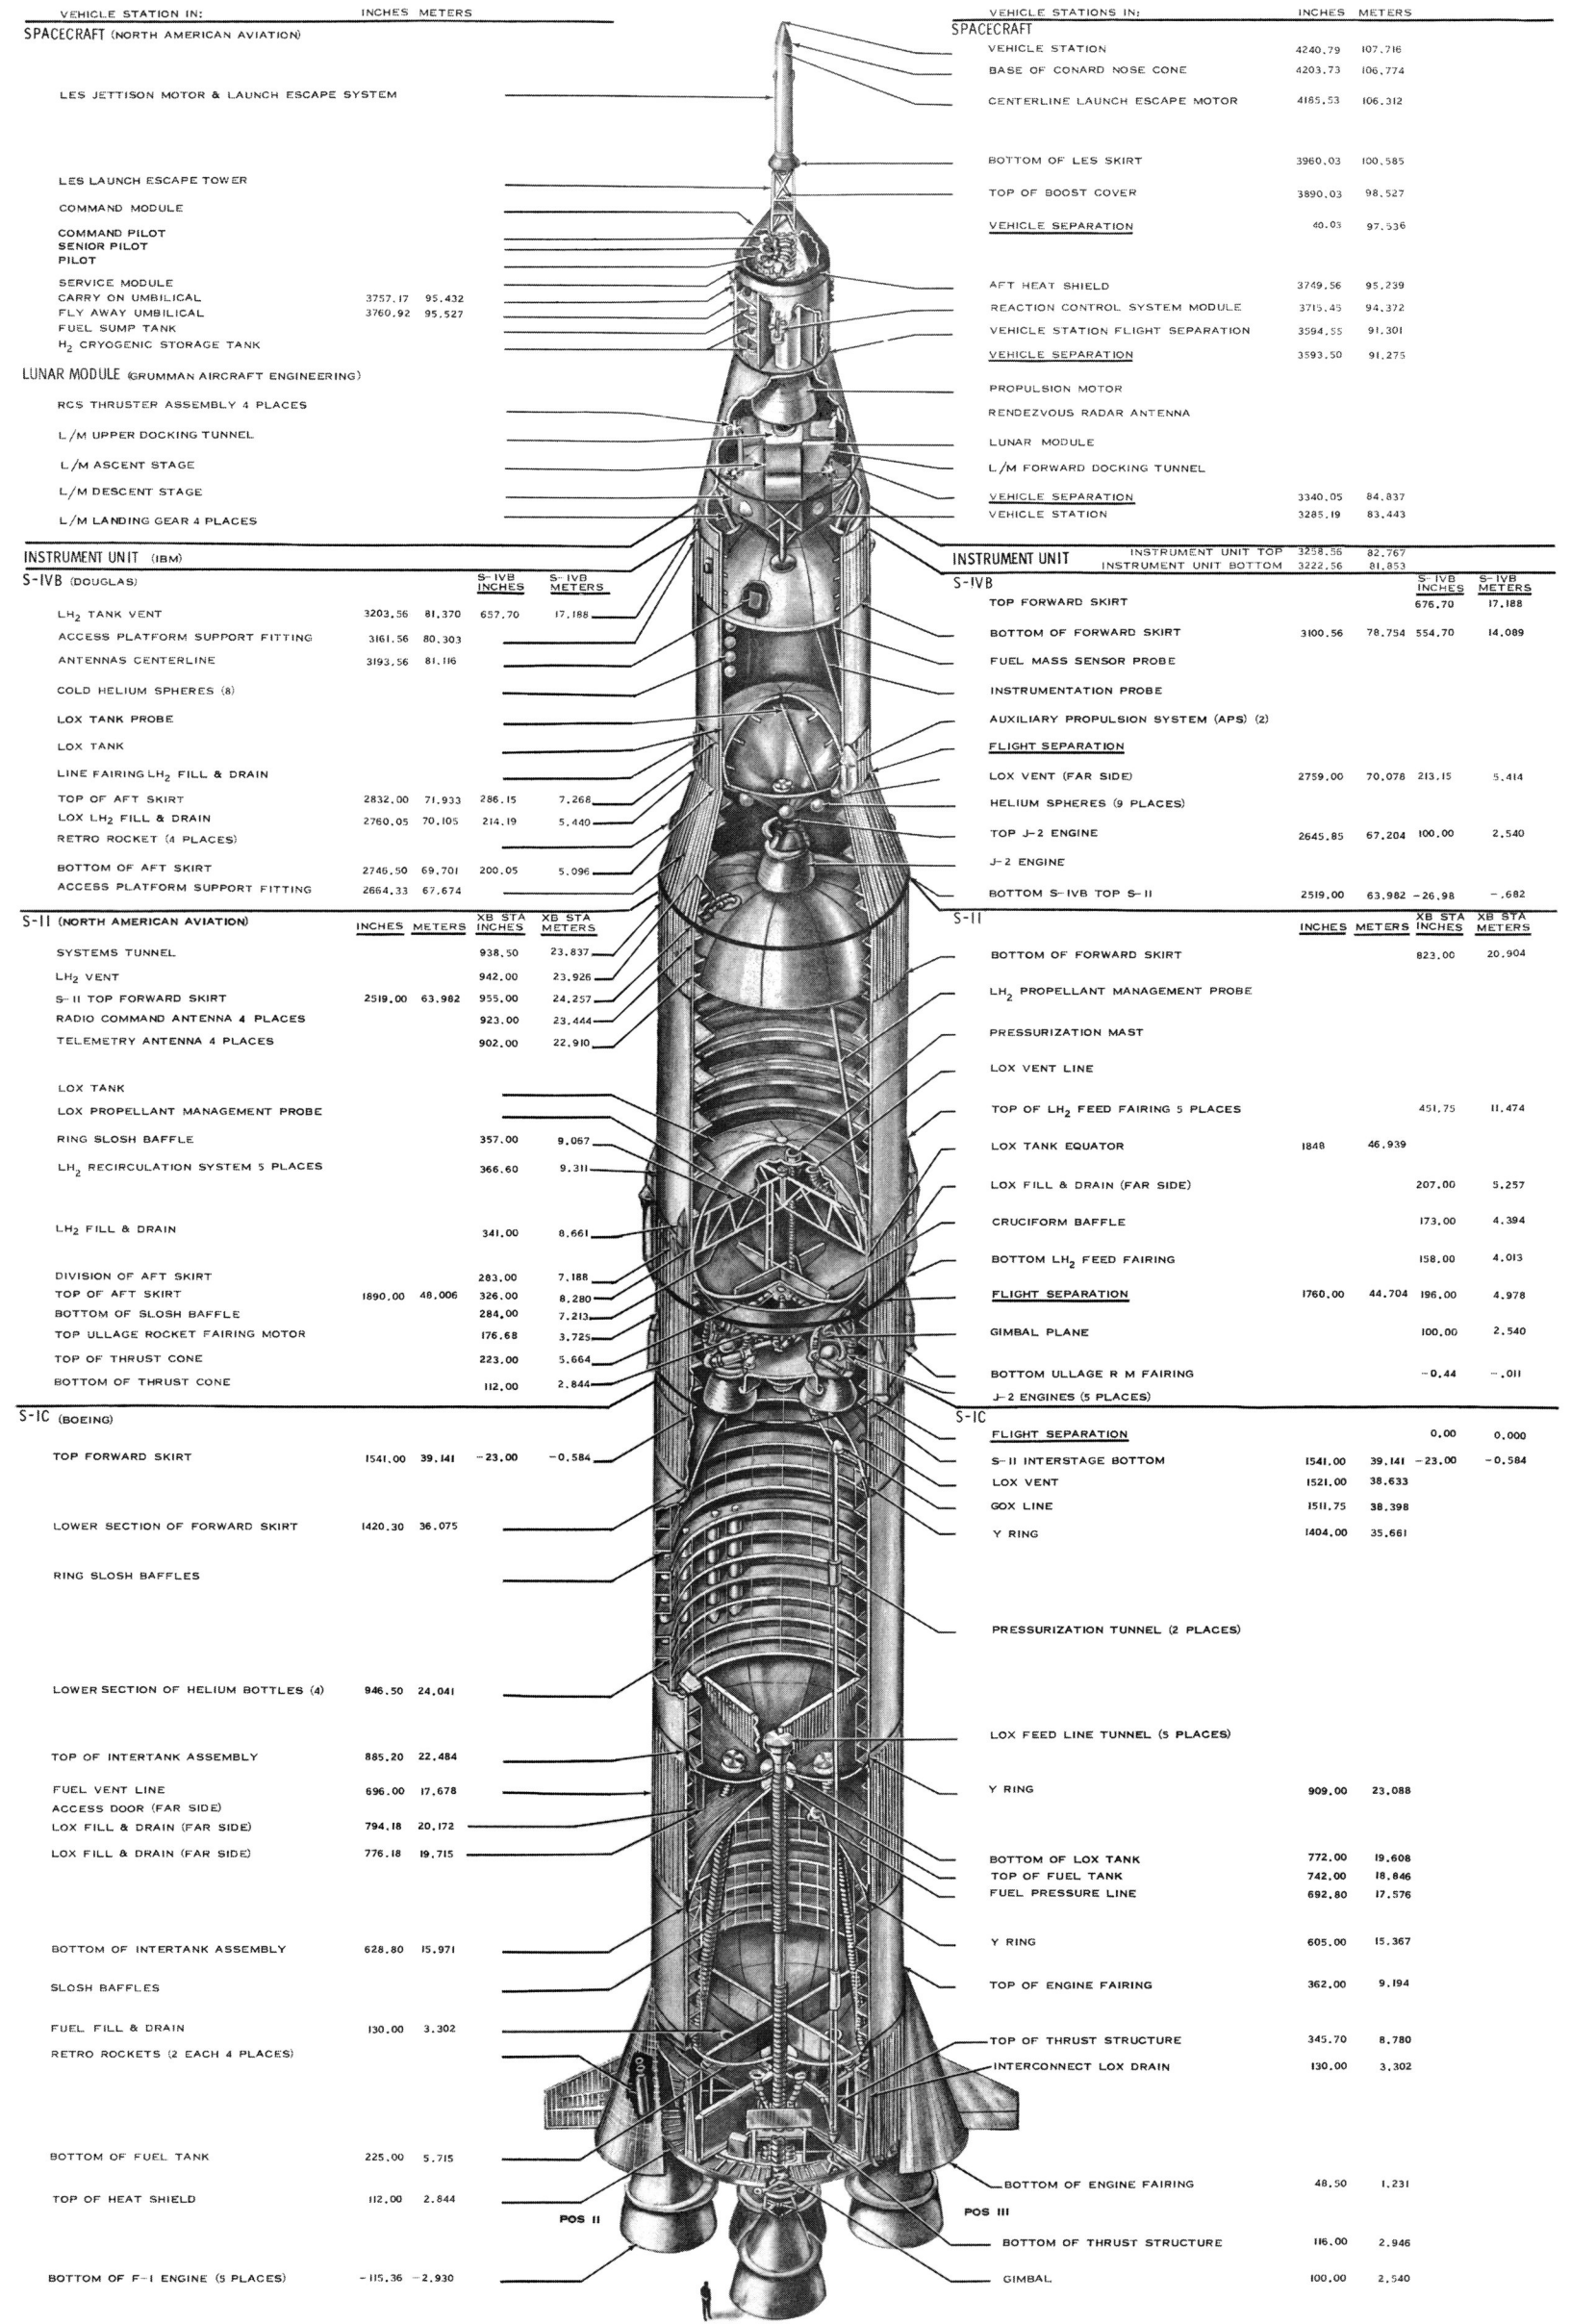 VEHICLE STATION IN: INCHES METERS
SPACECRAFT (NORTH AMERICAN AVIATION)
LES JETTISON MOTOR & LAUNCH ESCAPE SYSTEM
LES LAUNCH ESCAPE TOWER
COMMAND MODULE
COMMAND PILOT
SENIOR PILOT
PILOT
SERVICE MODULE
CARRY ON UMBILICAL 3757.17 95.432
FLY AWAY UMBILICAL 3760.92 95.527
FUEL SUMP TANK
H2 CRYOGENIC STORAGE TANK
LUNAR MODULE (GRUMMAN AIRCRAFT ENGINEERING)
RCS THRUSTER ASSEMBLY 4 PLACES
L/M UPPER DOCKING TUNNEL
L/M ASCENT STAGE
L/M DESCENT STAGE
L/M LANDING GEAR 4 PLACES
INSTRUMENT UNIT (IBM)
S-IVB (DOUGLAS) S-IVB INCHES S-IVB METERS
LH2 TANK VENT 3203.56 81.370 657.70 17.188
ACCESS PLATFORM SUPPORT FITTING 3161.56 80.303
ANTENNAS CENTERLINE 3193.56 81.116
COLD HELIUM SPHERES (8)
LOX TANK PROBE
LOX TANK
LINE FAIRING LH2 FILL & DRAIN
TOP OF AFT SKIRT 2832.00 71.933 286.15 7.268
LOX LH2 FILL & DRAIN 2760.05 70.105 214.19 5.440
RETRO ROCKET (4 PLACES)
BOTTOM OF AFT SKIRT 2746.50 69.701 200.05 5.096
ACCESS PLATFORM SUPPORT FITTING 2664.33 67.674
S-II (NORTH AMERICAN AVIATION) INCHES METERS XB STA INCHES XB STA METERS
SYSTEMS TUNNEL 938.50 23.837
LH2 VENT 942.00 23.926
S-II TOP FORWARD SKIRT 2519.00 63.982 955.00 24.257
RADIO COMMAND ANTENNA 4 PLACES 923.00 23.444
TELEMETRY ANTENNA 4 PLACES 902.00 22.910
LOX TANK
LOX PROPELLANT MANAGEMENT PROBE
RING SLOSH BAFFLE 357.00 9.067
LH2 RECIRCULATION SYSTEM 5 PLACES 366.60 9.311
LH2 FILL & DRAIN 341.00 8.661
DIVISION OF AFT SKIRT 283.00 7.188
TOP OF AFT SKIRT 1890.00 48.006 326.00 8.280
BOTTOM OF SLOSH BAFFLE 284.00 7.213
TOP ULLAGE ROCKET FAIRING MOTOR 176.68 3.725
TOP OF THRUST CONE 223.00 5.664
BOTTOM OF THRUST CONE 112.00 2.844
S-IC (BOEING)
TOP FORWARD SKIRT 1541.00 39.141 -23.00 -0.584
LOWER SECTION OF FORWARD SKIRT 1420.30 36.075
RING SLOSH BAFFLES
LOWER SECTION OF HELIUM BOTTLES (4) 946.50 24.041
TOP OF INTERTANK ASSEMBLY 885.20 22.484
FUEL VENT LINE 696.00 17.678
ACCESS DOOR (FAR SIDE)
LOX FILL & DRAIN (FAR SIDE) 794.18 20.172
LOX FILL & DRAIN (FAR SIDE) 776.18 19.715
BOTTOM OF INTERTANK ASSEMBLY 628.80 15.971
SLOSH BAFFLES
FUEL FILL & DRAIN 130.00 3.302
RETRO ROCKETS (2 EACH 4 PLACES)
BOTTOM OF FUEL TANK 225.00 5.715
TOP OF HEAT SHIELD 112.00 2.844
POS II
BOTTOM OF F-1 ENGINE (5 PLACES) -115.36 -2.930
VEHICLE STATIONS IN: INCHES METERS
SPACECRAFT
VEHICLE STATION 4240.79 107.716
BASE OF CONARD NOSE CONE 4203.73 106.774
CENTERLINE LAUNCH ESCAPE MOTOR 4185.53 106.312
BOTTOM OF LES SKIRT 3960.03 100.585
TOP OF BOOST COVER 3890.03 98.527
VEHICLE SEPARATION 40.03 97.536
AFT HEAT SHIELD 3749.56 95.239
REACTION CONTROL SYSTEM MODULE 3715.45 94.372
VEHICLE STATION FLIGHT SEPARATION 3594.55 91.301
VEHICLE SEPARATION 3593.50 91.275
PROPULSION MOTOR
RENDEZVOUS RADAR ANTENNA
LUNAR MODULE
L/M FORWARD DOCKING TUNNEL
VEHICLE SEPARATION 3340.05 84.837
VEHICLE STATION 3285.19 83.443
INSTRUMENT UNIT INSTRUMENT UNIT TOP 3258.56 82.767
INSTRUMENT UNIT BOTTOM 3222.56 81.853
S-IVB S-IVB INCHES S-IVB METERS
TOP FORWARD SKIRT 676.70 17.188
BOTTOM OF FORWARD SKIRT 3100.56 78.754 554.70 14.089
FUEL MASS SENSOR PROBE
INSTRUMENTATION PROBE
AUXILIARY PROPULSION SYSTEM (APS) (2)
FLIGHT SEPARATION
LOX VENT (FAR SIDE) 2759.00 70.078 213.15 5.414
HELIUM SPHERES (9 PLACES)
TOP J-2 ENGINE 2645.85 67.204 100.00 2.540
J-2 ENGINE
BOTTOM S-IVB TOP S-II 2519.00 63.982 -26.98 -.682
S-II INCHES METERS XB STA INCHES XB STA METERS
BOTTOM OF FORWARD SKIRT 823.00 20.904
LH2 PROPELLANT MANAGEMENT PROBE
PRESSURIZATION MAST
LOX VENT LINE
TOP OF LH2 FEED FAIRING 5 PLACES 451.75 11.474
LOX TANK EQUATOR 1848 46.939
LOX FILL & DRAIN (FAR SIDE) 207.00 5.257
CRUCIFORM BAFFLE 173.00 4.394
BOTTOM LH2 FEED FAIRING 158.00 4.013
FLIGHT SEPARATION 1760.00 44.704 196.00 4.978
GIMBAL PLANE 100.00 2.540
BOTTOM ULLAGE R M FAIRING -0.44 -.011
J-2 ENGINES (5 PLACES)
S-IC
FLIGHT SEPARATION 0.00 0.000
S-II INTERSTAGE BOTTOM 1541.00 39.141 -23.00 -0.584
LOX VENT 1521.00 38.633
GOX LINE 1511.75 38.398
Y RING 1404.00 35.661
PRESSURIZATION TUNNEL (2 PLACES)
LOX FEED LINE TUNNEL (5 PLACES)
Y RING 909.00 23.088
BOTTOM OF LOX TANK 772.00 19.608
TOP OF FUEL TANK 742.00 18.846
FUEL PRESSURE LINE 692.80 17.576
Y RING 605.00 15.367
TOP OF ENGINE FAIRING 362.00 9.194
TOP OF THRUST STRUCTURE 345.70 8.780
INTERCONNECT LOX DRAIN 130.00 3.302
BOTTOM OF ENGINE FAIRING 48.50 1.231
POS III
BOTTOM OF THRUST STRUCTURE 116.00 2.946
GIMBAL 100.00 2.540